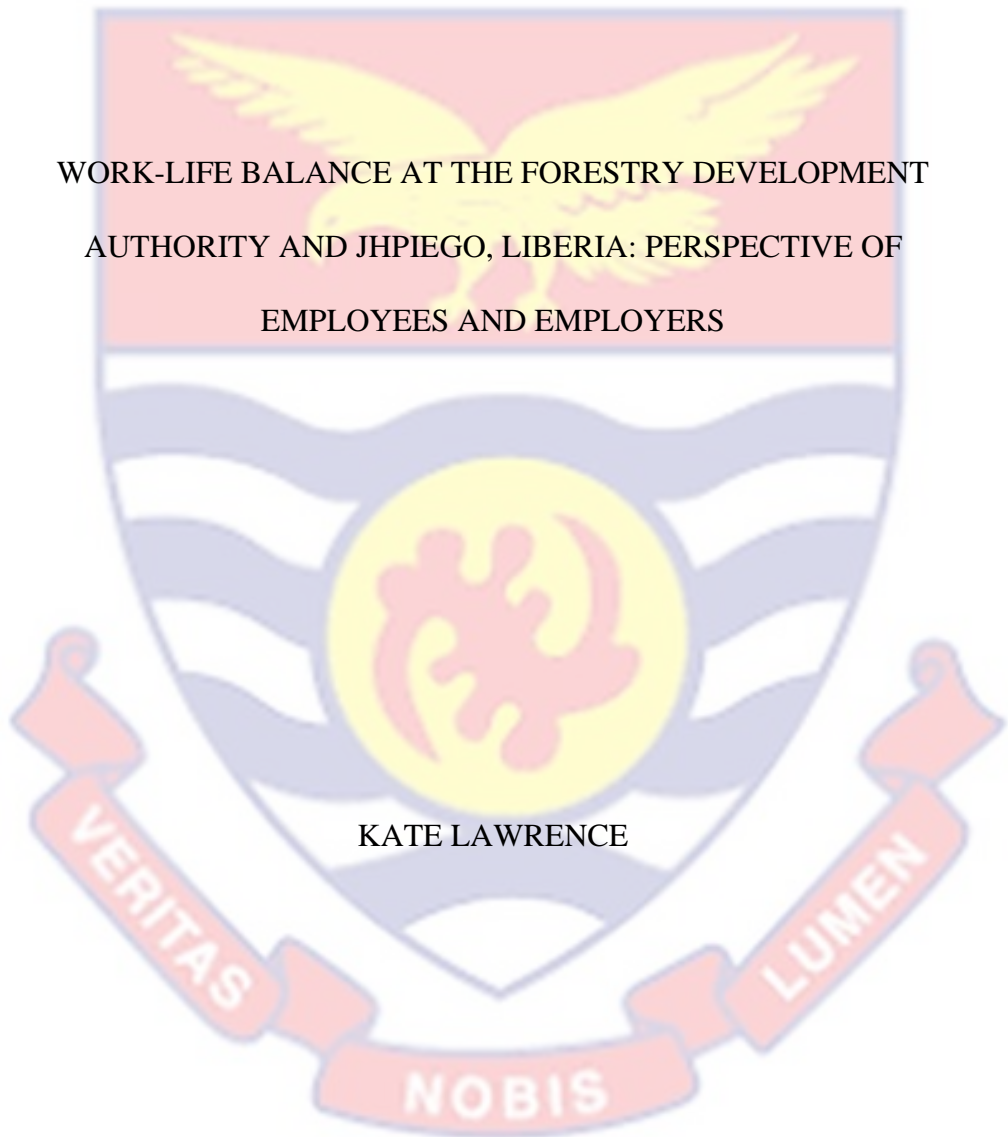 WORK-LIFE BALANCE AT THE FORESTRY DEVELOPMENT
AUTHORITY AND JHPIEGO, LIBERIA: PERSPECTIVE OF
EMPLOYEES AND EMPLOYERS
KATE LAWRENCE
VERITAS
NOBIS
LUMEN